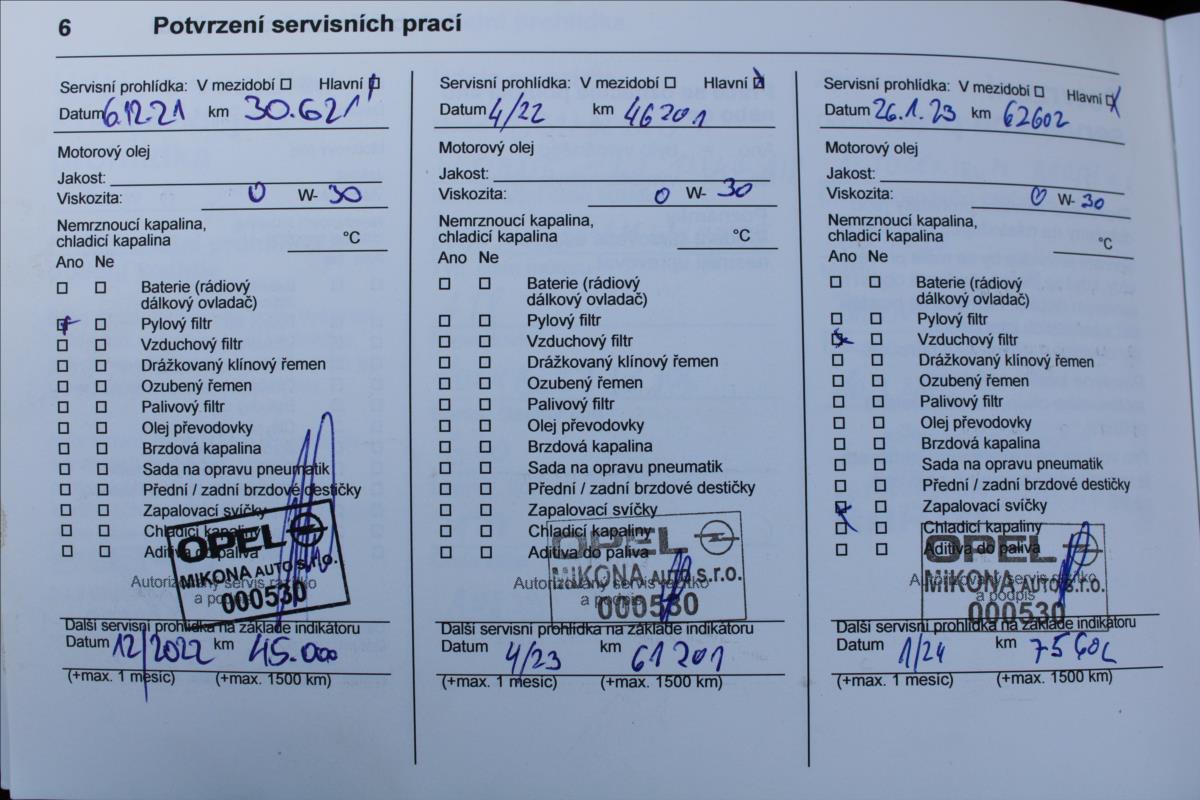 6 Potvrzení servisních prací
Servisní prohlídka: V mezidobí Hlavní
Datum 6.12.21 km 30.621
Motorový olej
Jakost:
Viskozita: 0 W- 30
Nemrznoucí kapalina,
chladicí kapalina °C
Ano Ne
Baterie (rádiový
dálkový ovladač)
Pylový filtr
Vzduchový filtr
Drážkovaný klínový řemen
Ozubený řemen
Palivový filtr
Olej převodovky
Brzdová kapalina
Sada na opravu pneumatik
Přední / zadní brzdové destičky
Zapalovací svíčky
Chladicí kapaliny
Aditiva do paliva
OPEL
MIKONA AUTO s.r.o.
Autorizovaný servis razítko
a podpis
000530
Další servisní prohlídka na základe indikátoru
Datum 12/2022 km 45.000
(+max. 1 mesíc) (+max. 1500 km)
Servisní prohlídka: V mezidobí Hlavní
Datum 4/22 km 46201
Motorový olej
Jakost:
Viskozita: 0 W- 30
Nemrznoucí kapalina,
chladicí kapalina °C
Ano Ne
Baterie (rádiový
dálkový ovladač)
Pylový filtr
Vzduchový filtr
Drážkovaný klínový řemen
Ozubený řemen
Palivový filtr
Olej převodovky
Brzdová kapalina
Sada na opravu pneumatik
Přední / zadní brzdové destičky
Zapalovací svíčky
Chladicí kapaliny
Aditiva do paliva
OPEL
MIKONA AUTO s.r.o.
Autorizovaný servis razítko
a podpis
000530
Další servisní prohlídka na základe indikátoru
Datum 4/23 km 61201
(+max. 1 mesíc) (+max. 1500 km)
Servisní prohlídka: V mezidobí Hlavní
Datum 26.1.23 km 62602
Motorový olej
Jakost:
Viskozita: 0 W- 30
Nemrznoucí kapalina,
chladicí kapalina °C
Ano Ne
Baterie (rádiový
dálkový ovladač)
Pylový filtr
Vzduchový filtr
Drážkovaný klínový řemen
Ozubený řemen
Palivový filtr
Olej převodovky
Brzdová kapalina
Sada na opravu pneumatik
Přední / zadní brzdové destičky
Zapalovací svíčky
Chladicí kapaliny
Aditiva do paliva
OPEL
MIKONA AUTO s.r.o.
Autorizovaný servis razítko
a podpis
000530
Další servisní prohlídka na základe indikátoru
Datum 1/24 km
(+max. 1 mesíc) (+max. 1500 km)